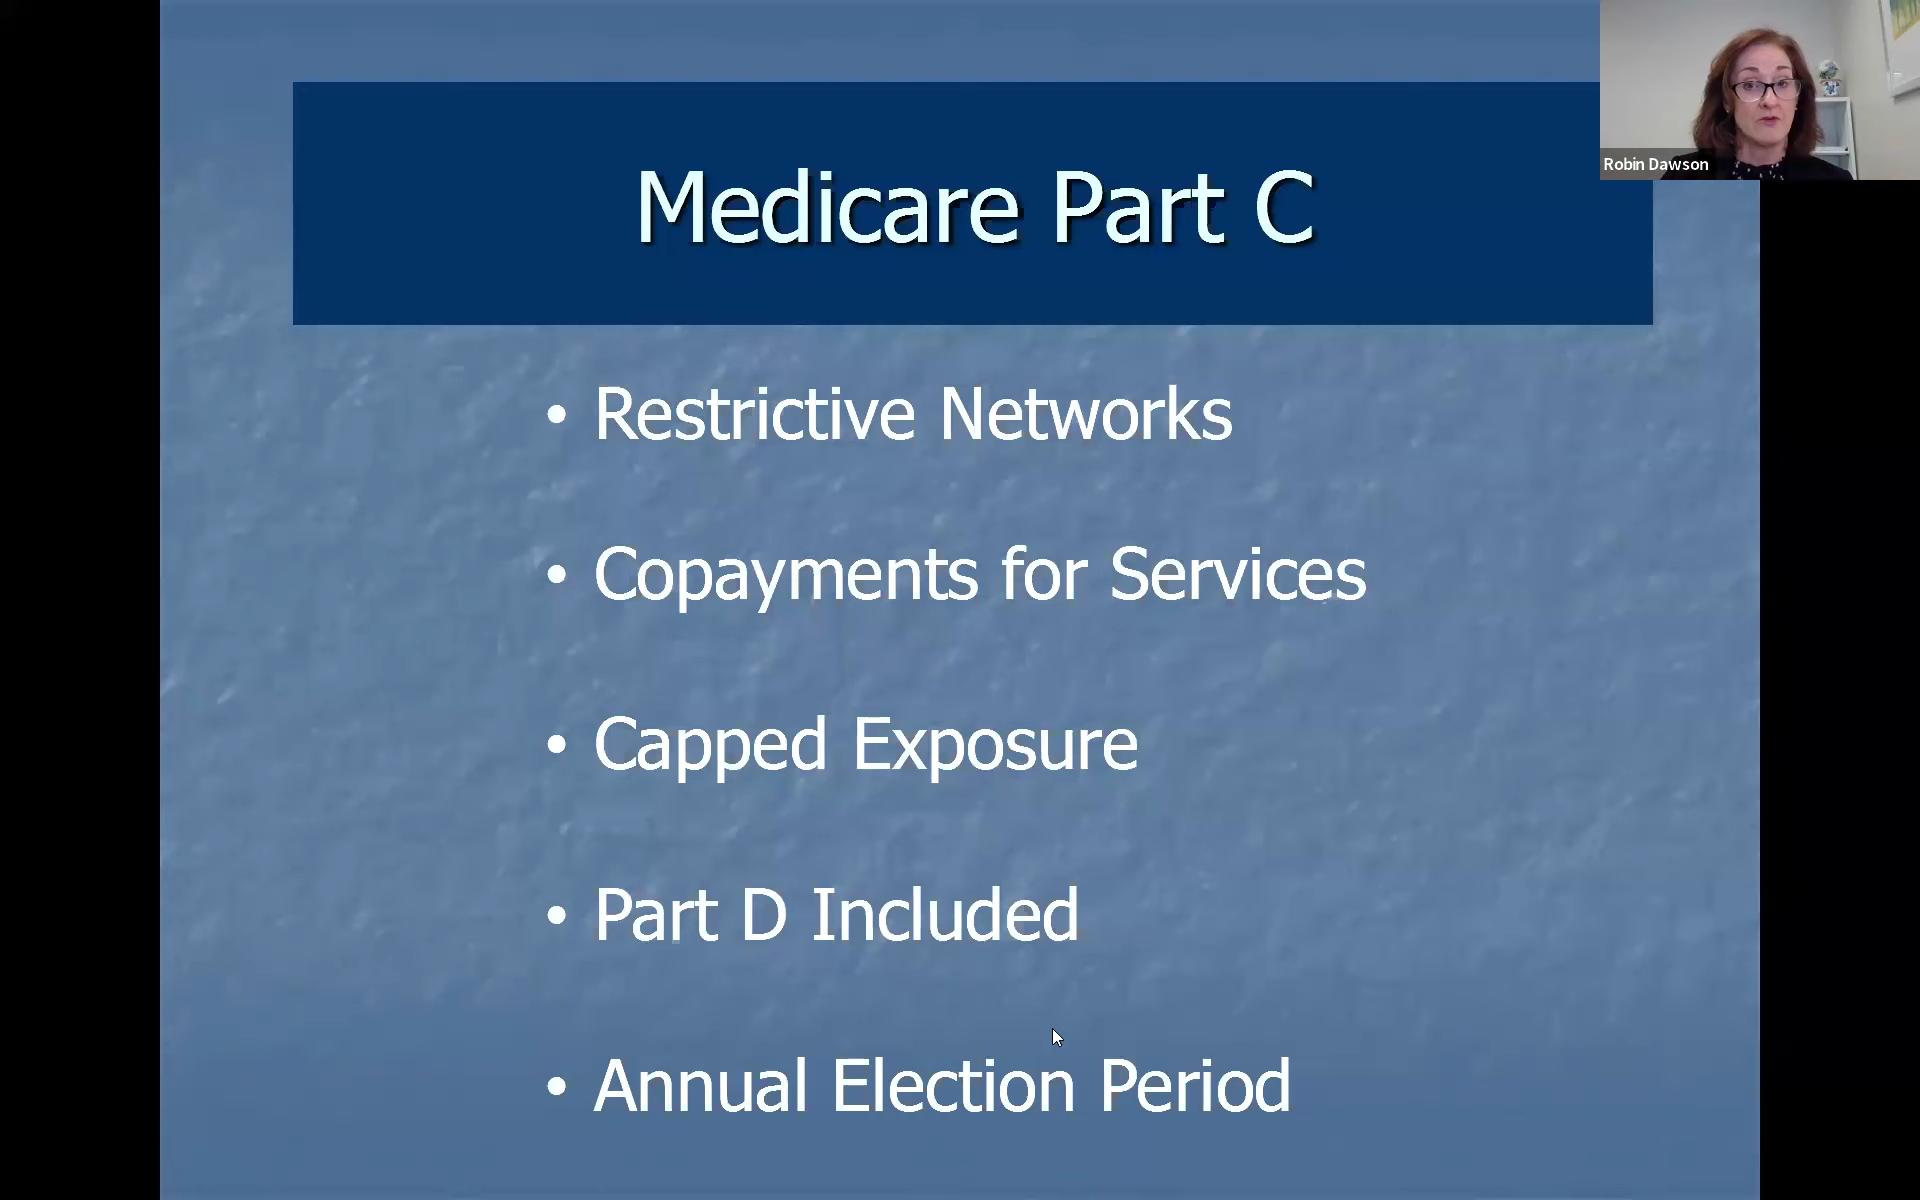 Medicare Part C
Robin Dawson
• Restrictive Networks
• Copayments for Services
• Capped Exposure
• Part D Included
• Annual Election Period